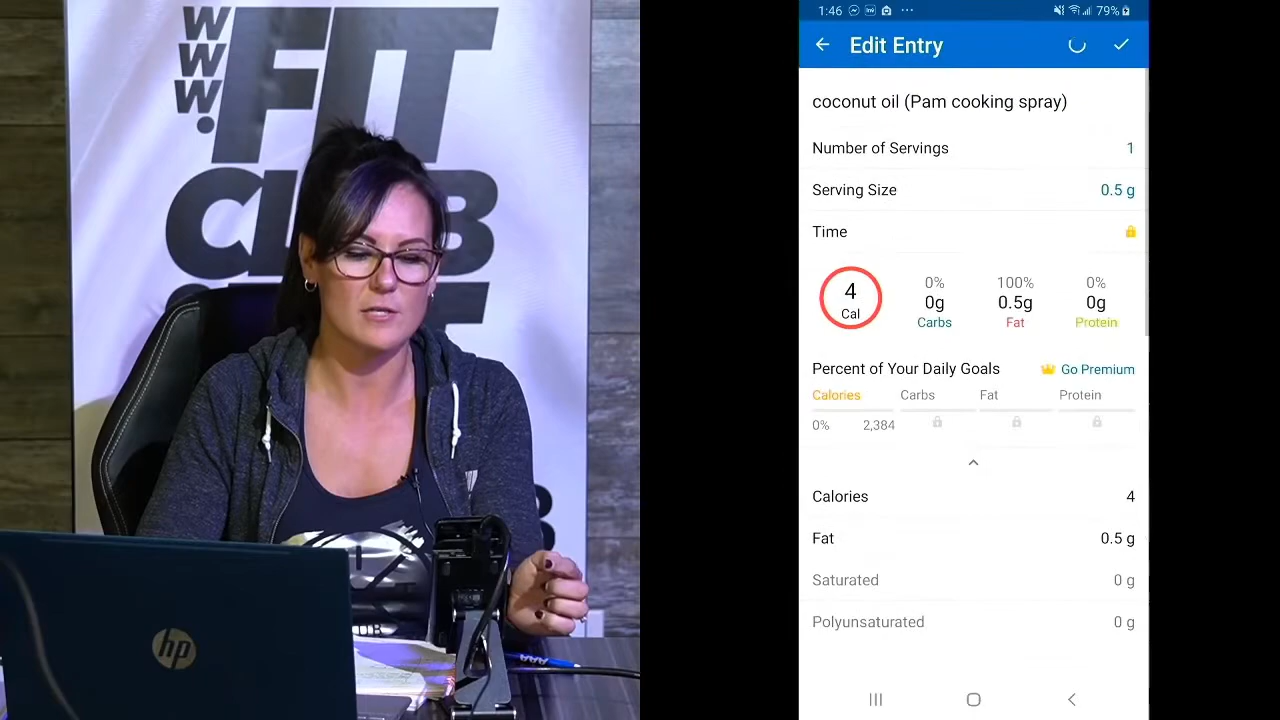 WWW.
FIT
CLUB
hp
UB
1:46 79%
Edit Entry
coconut oil (Pam cooking spray)
Number of Servings 1
Serving Size 0.5 g
Time
4 Cal
0% 100% 0%
0g 0.5g 0g
Carbs Fat Protein
Percent of Your Daily Goals Go Premium
Calories Carbs Fat Protein
0% 2,384
Calories 4
Fat 0.5 g
Saturated 0 g
Polyunsaturated 0 g